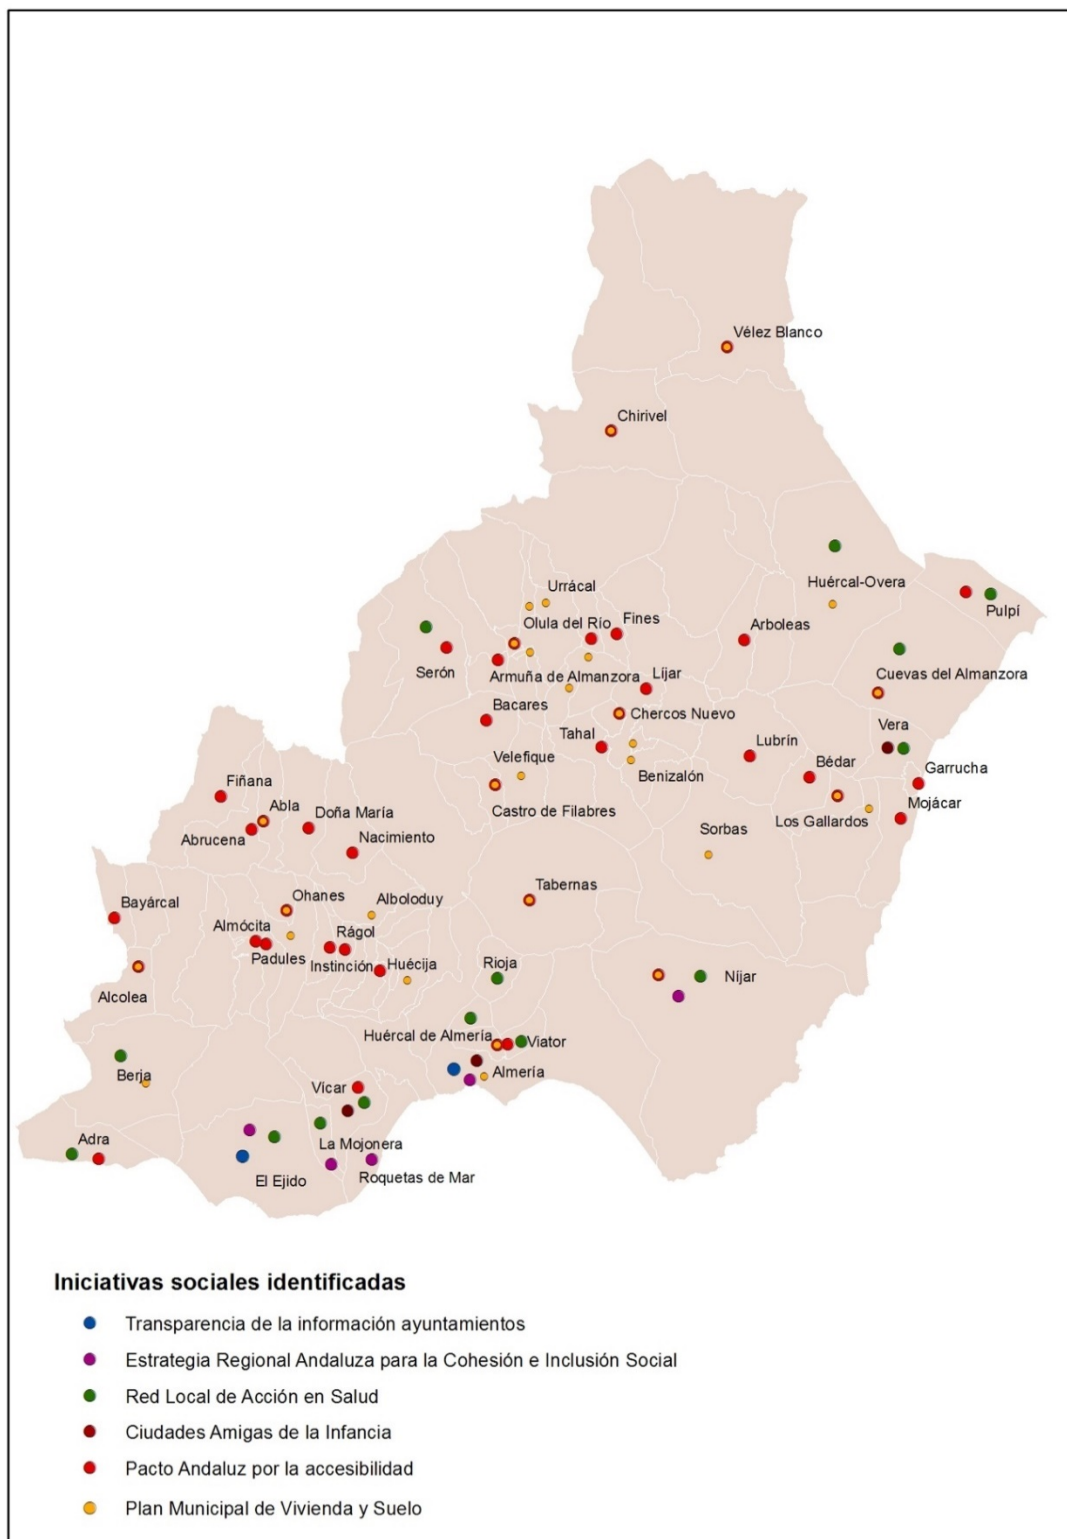 Vélez Blanco
Chirivel
Huércal-Overa
Urrácal
Pulpí
Olula del Río
Fines
Arboleas
Serón
Armuña de Almanzora
Cuevas del Almanzora
Líjar
Bacares
Chercos Nuevo
Vera
Tahal
Lubrín
Velefique
Bédar
Garrucha
Benizalón
Fiñana
Abla
Doña María
Castro de Filabres
Los Gallardos
Mojácar
Abrucena
Nacimiento
Sorbas
Bayárcal
Ohanes
Alboloduy
Tabernas
Almócita
Rágol
Padules
Instinción
Huécija
Rioja
Níjar
Alcolea
Huércal de Almería
Viator
Berja
Vícar
Almería
Adra
La Mojonera
El Ejido
Roquetas de Mar
Iniciativas sociales identificadas
Transparencia de la información ayuntamientos
Estrategia Regional Andaluza para la Cohesión e Inclusión Social
Red Local de Acción en Salud
Ciudades Amigas de la Infancia
Pacto Andaluz por la accesibilidad
Plan Municipal de Vivienda y Suelo